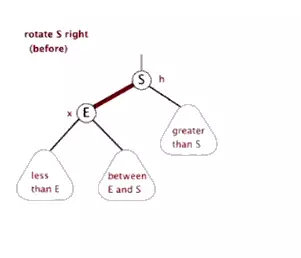 rotate S right
(before)
S
h
x
E
greater
than S
less
than E
between
E and S